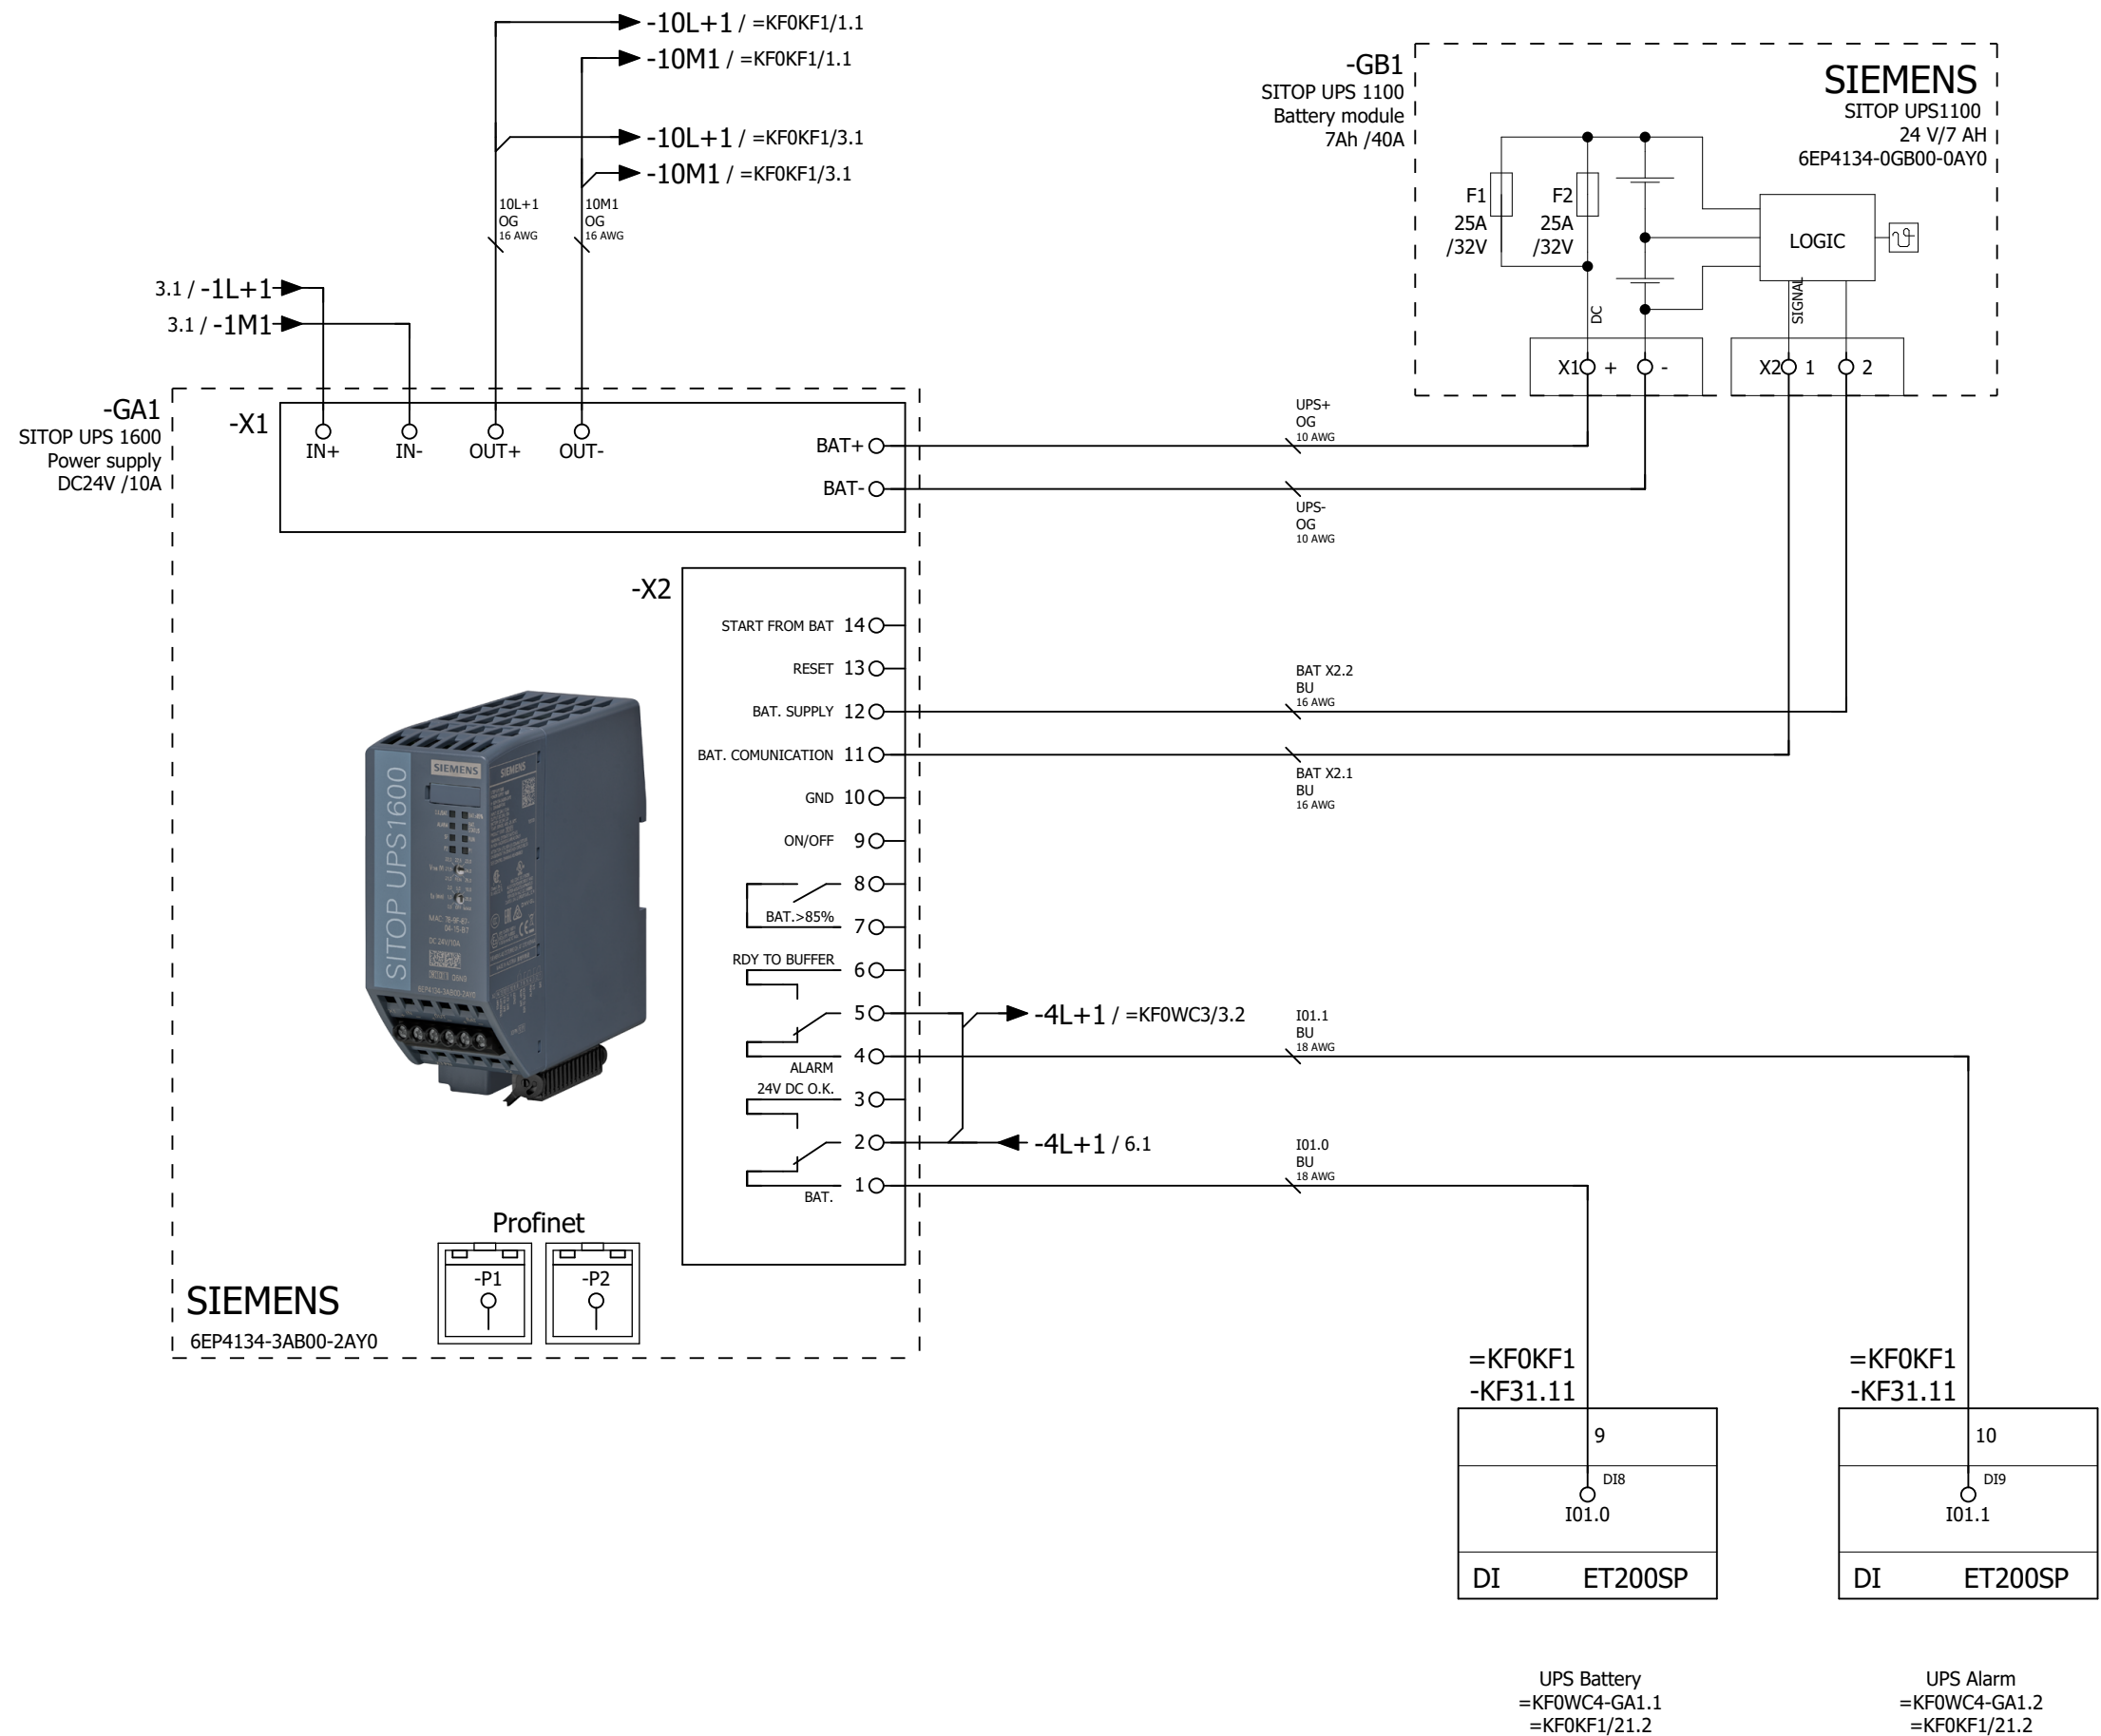 -10L+1 / =KF0KF1/1.1
-10M1 / =KF0KF1/1.1
-10L+1 / =KF0KF1/3.1
-10M1 / =KF0KF1/3.1
10L+1
OG
16 AWG
10M1
OG
16 AWG
3.1 / -1L+1
3.1 / -1M1
-GB1
SITOP UPS 1100
Battery module
7Ah /40A
SIEMENS
SITOP UPS1100
24 V/7 AH
6EP4134-0GB00-0AY0
F1
25A
/32V
F2
25A
/32V
LOGIC
DC
SIGNAL
X1 + -
X2 1 2
-GA1
SITOP UPS 1600
Power supply
DC24V /10A
-X1
IN+ IN- OUT+ OUT-
BAT+
BAT-
UPS+
OG
10 AWG
UPS-
OG
10 AWG
-X2
START FROM BAT 14
RESET 13
BAT. SUPPLY 12
BAT. COMUNICATION 11
GND 10
ON/OFF 9
8
BAT.>85%
7
RDY TO BUFFER 6
5
4
ALARM
24V DC O.K. 3
2
1
BAT.
BAT X2.2
BU
16 AWG
BAT X2.1
BU
16 AWG
-4L+1 / =KF0WC3/3.2
I01.1
BU
18 AWG
-4L+1 / 6.1
I01.0
BU
18 AWG
SITOP UPS1600
SIEMENS
SIEMENS
DC 24V/10A
6EP4134-3AB00-2AY0
Profinet
-P1
-P2
SIEMENS
6EP4134-3AB00-2AY0
=KF0KF1
-KF31.11
9
DI8
I01.0
DI ET200SP
=KF0KF1
-KF31.11
10
DI9
I01.1
DI ET200SP
UPS Battery
=KF0WC4-GA1.1
=KF0KF1/21.2
UPS Alarm
=KF0WC4-GA1.2
=KF0KF1/21.2